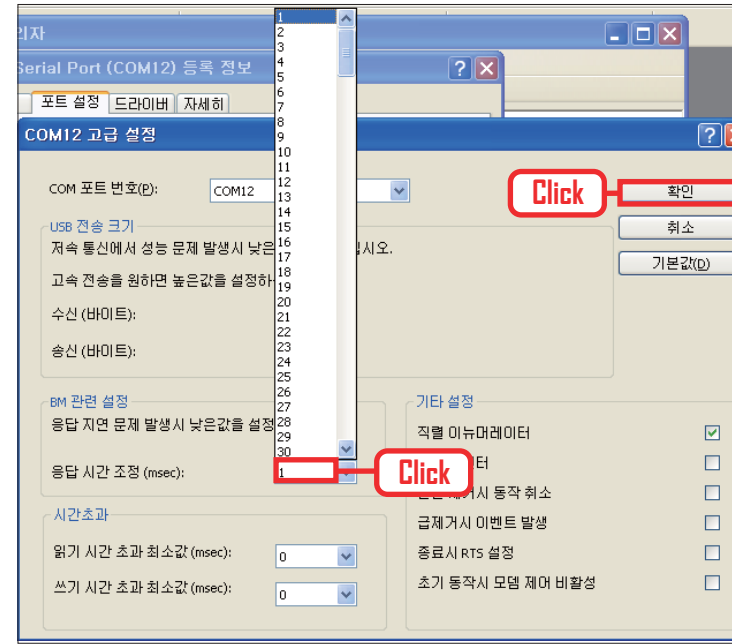 리자
Serial Port (COM12) 등록 정보
포트 설정 드라이버 자세히
COM12 고급 설정
COM 포트 번호(P): COM12
Click 확인
취소
기본값(D)
USB 전송 크기
저속 통신에서 성능 문제 발생시 낮은 십시오.
고속 전송을 원하면 높은값을 설정하
수신 (바이트):
송신 (바이트):
1
2
3
4
5
6
7
8
9
10
11
12
13
14
15
16
17
18
19
20
21
22
23
24
25
26
27
28
29
30
BM 관련 설정
응답 지연 문제 발생시 낮은값을 설정
응답 시간 조정 (msec): 1 Click
시간초과
읽기 시간 초과 최소값 (msec): 0
쓰기 시간 초과 최소값 (msec): 0
기타 설정
직렬 이뉴머레이터
터
제거시 동작 취소
급제거시 이벤트 발생
종료시 RTS 설정
초기 동작시 모뎀 제어 비활성